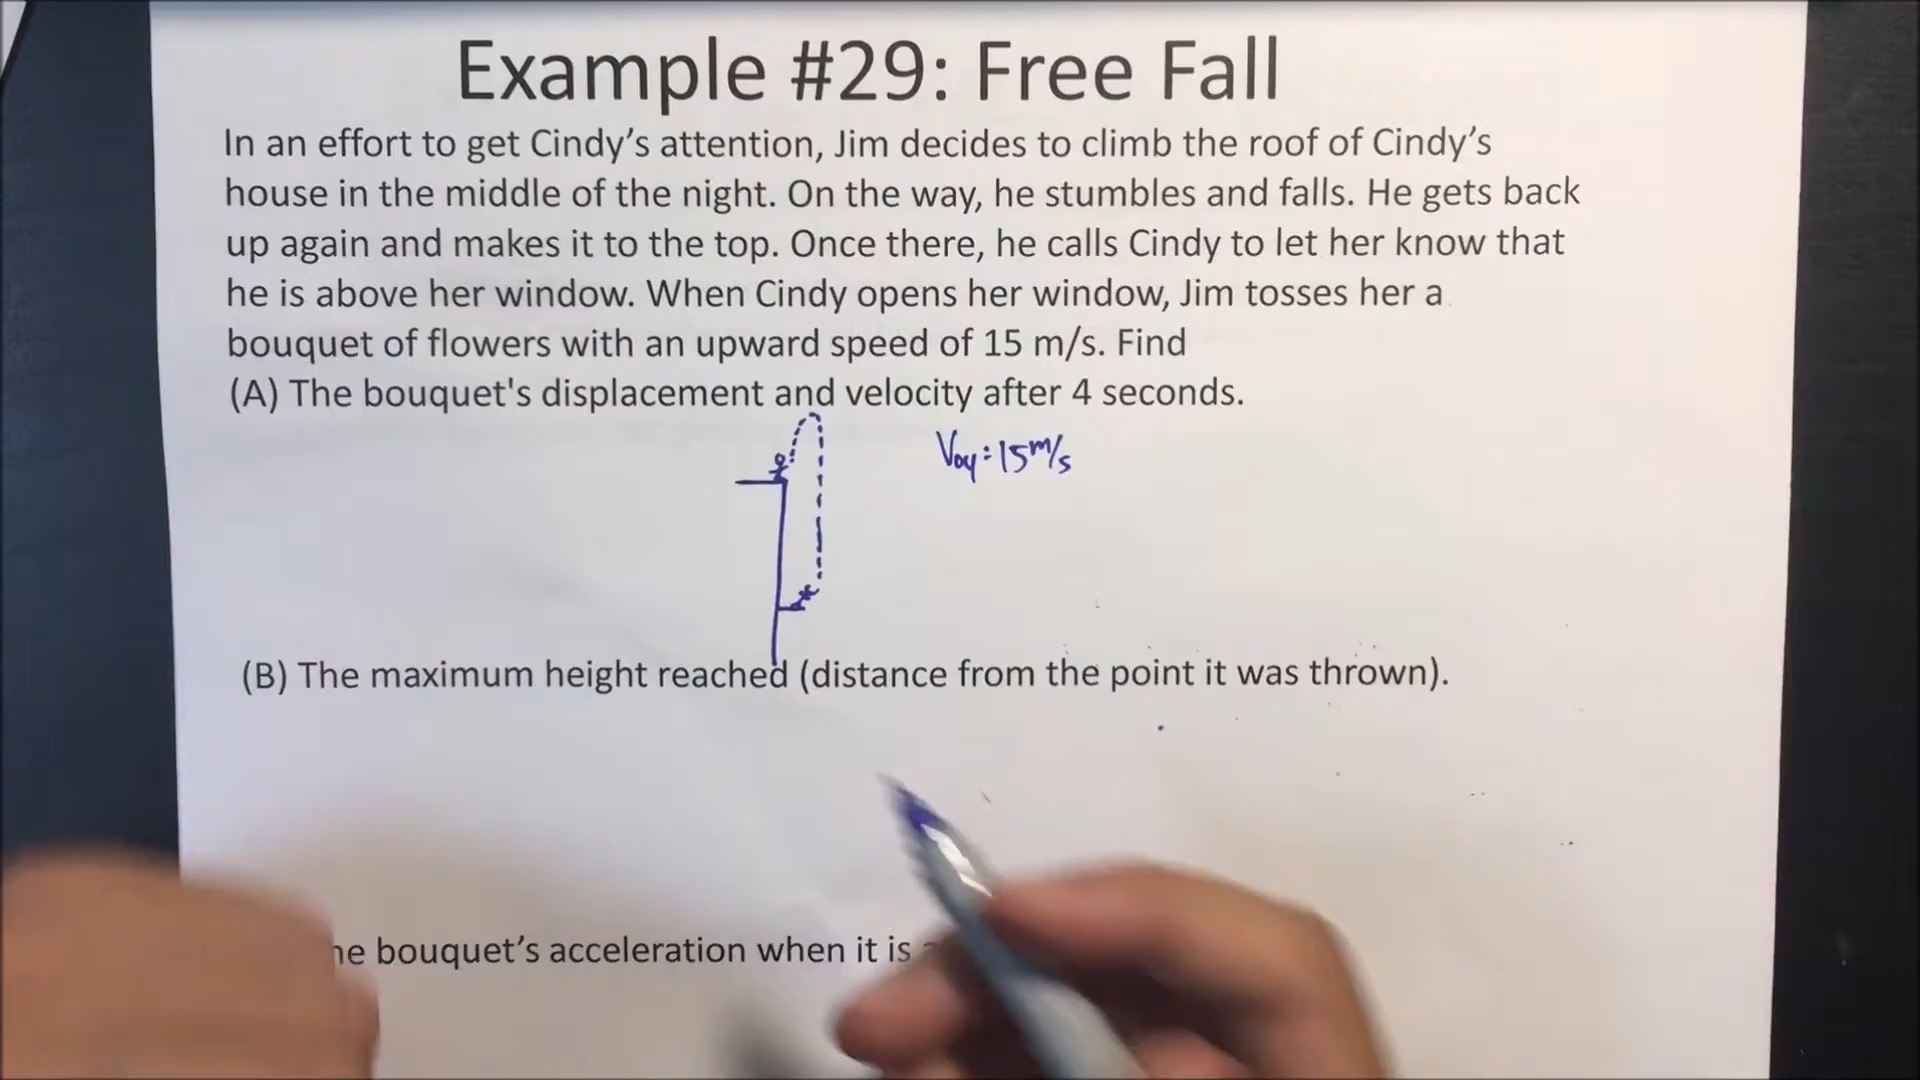 Example #29: Free Fall
In an effort to get Cindy’s attention, Jim decides to climb the roof of Cindy’s
house in the middle of the night. On the way, he stumbles and falls. He gets back
up again and makes it to the top. Once there, he calls Cindy to let her know that
he is above her window. When Cindy opens her window, Jim tosses her a
bouquet of flowers with an upward speed of 15 m/s. Find
(A) The bouquet's displacement and velocity after 4 seconds.
Voy = 15 m/s
(B) The maximum height reached (distance from the point it was thrown).
bouquet’s acceleration when it is